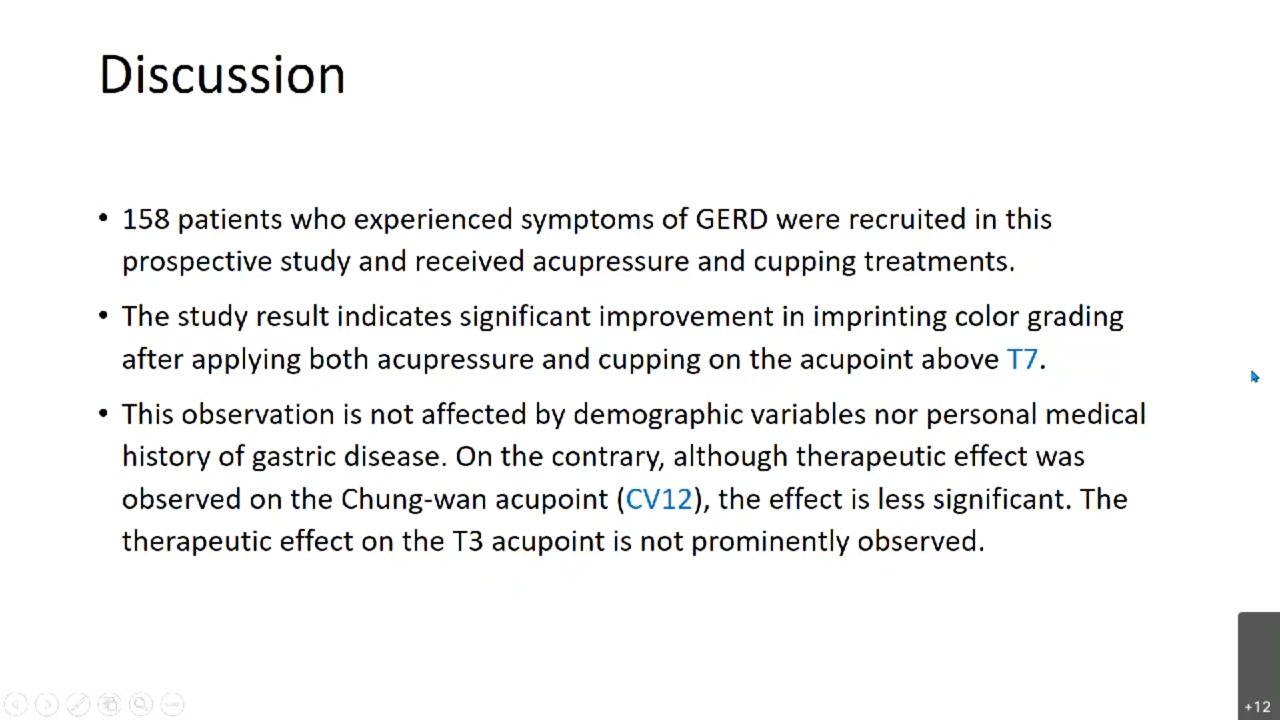 Discussion
• 158 patients who experienced symptoms of GERD were recruited in this
prospective study and received acupressure and cupping treatments.
• The study result indicates significant improvement in imprinting color grading
after applying both acupressure and cupping on the acupoint above T7.
• This observation is not affected by demographic variables nor personal medical
history of gastric disease. On the contrary, although therapeutic effect was
observed on the Chung-wan acupoint (CV12), the effect is less significant. The
therapeutic effect on the T3 acupoint is not prominently observed.
+12